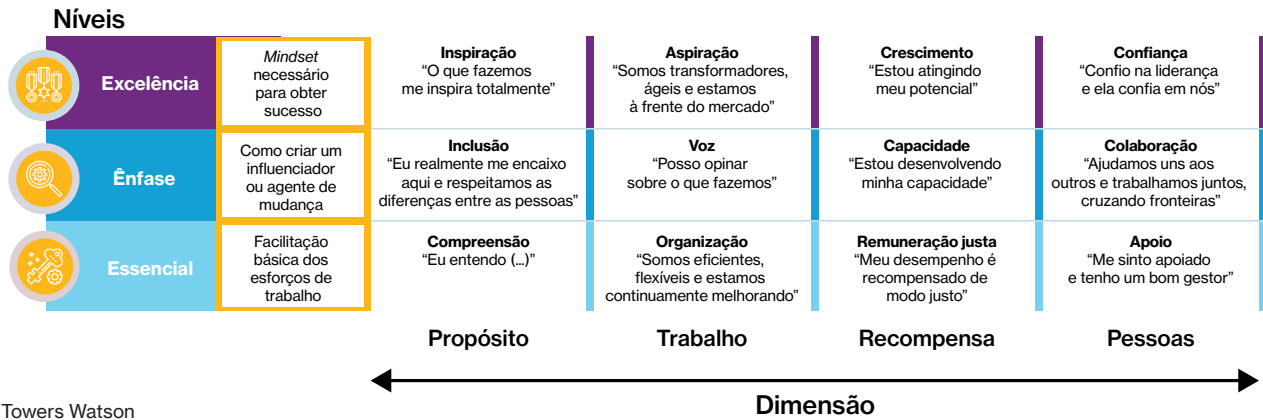 Níveis
Excelência
Mindset
necessário
para obter
sucesso
Inspiração
“O que fazemos
me inspira totalmente”
Aspiração
“Somos transformadores,
ágeis e estamos
à frente do mercado”
Crescimento
“Estou atingindo
meu potencial”
Confiança
“Confio na liderança
e ela confia em nós”
Ênfase
Como criar um
influenciador
ou agente de
mudança
Inclusão
“Eu realmente me encaixo
aqui e respeitamos as
diferenças entre as pessoas”
Voz
“Posso opinar
sobre o que fazemos”
Capacidade
“Estou desenvolvendo
minha capacidade”
Colaboração
“Ajudamos uns aos
outros e trabalhamos juntos,
cruzando fronteiras”
Essencial
Facilitação
básica dos
esforços de
trabalho
Compreensão
“Eu entendo (...)”
Organização
“Somos eficientes,
flexíveis e estamos
continuamente melhorando”
Remuneração justa
“Meu desempenho é
recompensado de
modo justo”
Apoio
“Me sinto apoiado
e tenho um bom gestor”
Propósito
Trabalho
Recompensa
Pessoas
Dimensão
Towers Watson